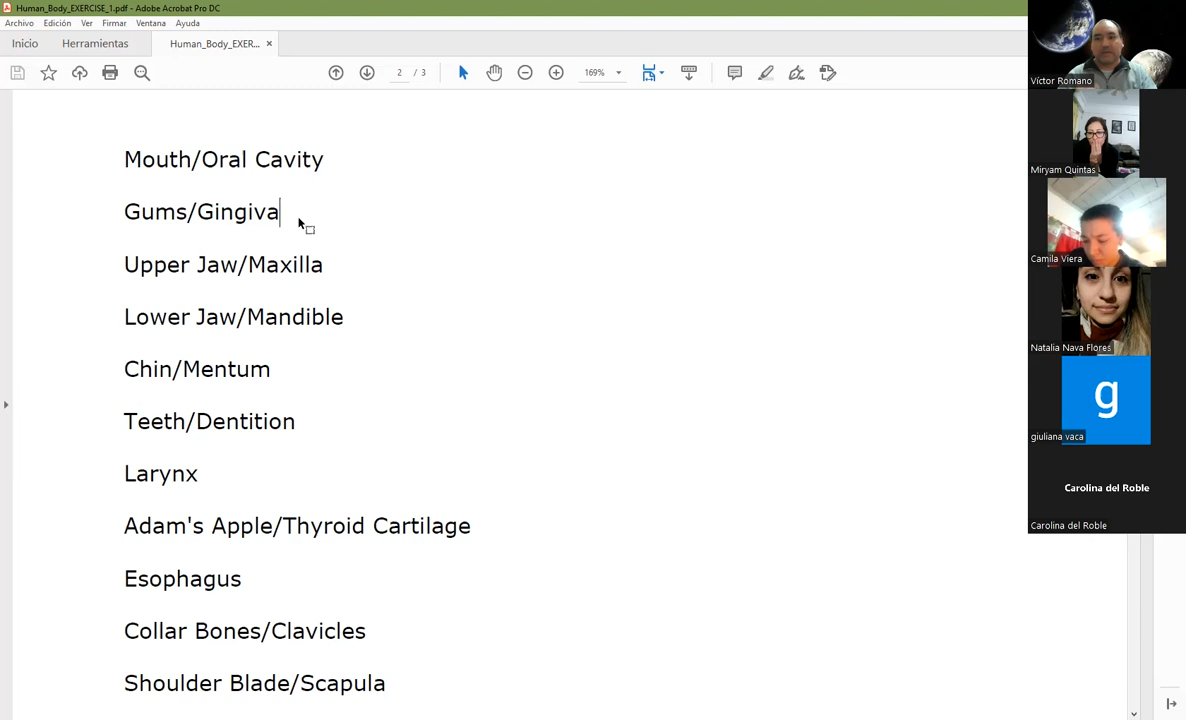 Human_Body_EXERCISE_1.pdf - Adobe Acrobat Pro DC
Archivo Edición Ver Firmar Ventana Ayuda
Inicio Herramientas Human_Body_EXER... ×
2 / 3 169%
Mouth/Oral Cavity
Gums/Gingiva
Upper Jaw/Maxilla
Lower Jaw/Mandible
Chin/Mentum
Teeth/Dentition
Larynx
Adam's Apple/Thyroid Cartilage
Esophagus
Collar Bones/Clavicles
Shoulder Blade/Scapula
Víctor Romano
Miryam Quintas
Camila Viera
Natalia Nava Flores
g
giuliana vaca
Carolina del Roble
Carolina del Roble